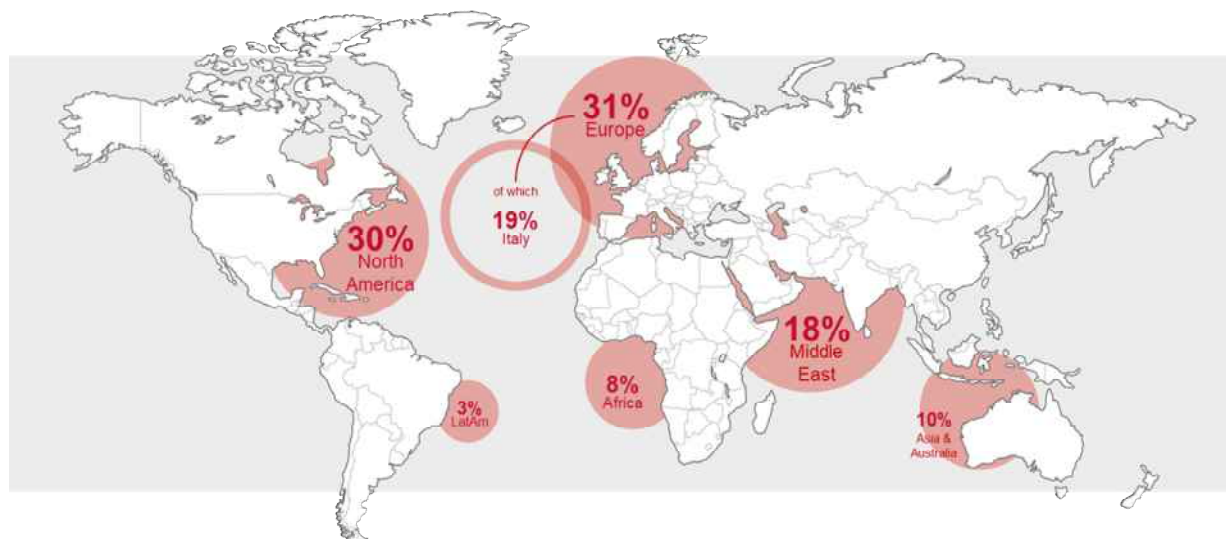 31%
Europe
of which
19%
Italy
30%
North
America
18%
Middle
East
8%
Africa
3%
LatAm
10%
Asia &
Australia